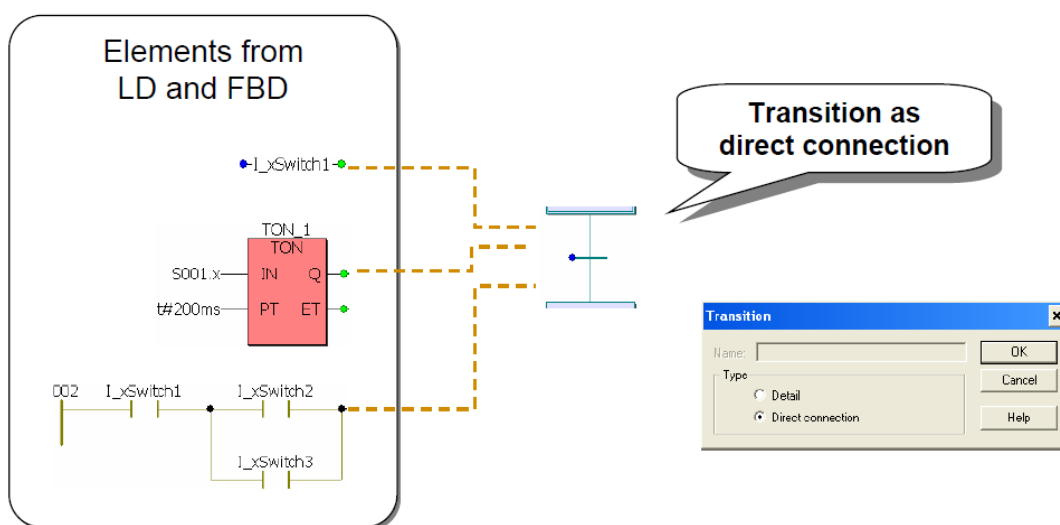 Elements from
LD and FBD
Transition as
direct connection
I_xSwitch1
TON_1
TON
S001.x IN Q
t#200ms PT ET
002 I_xSwitch1 I_xSwitch2
I_xSwitch3
Transition
Name: OK
Type Cancel
Detail
Direct connection Help